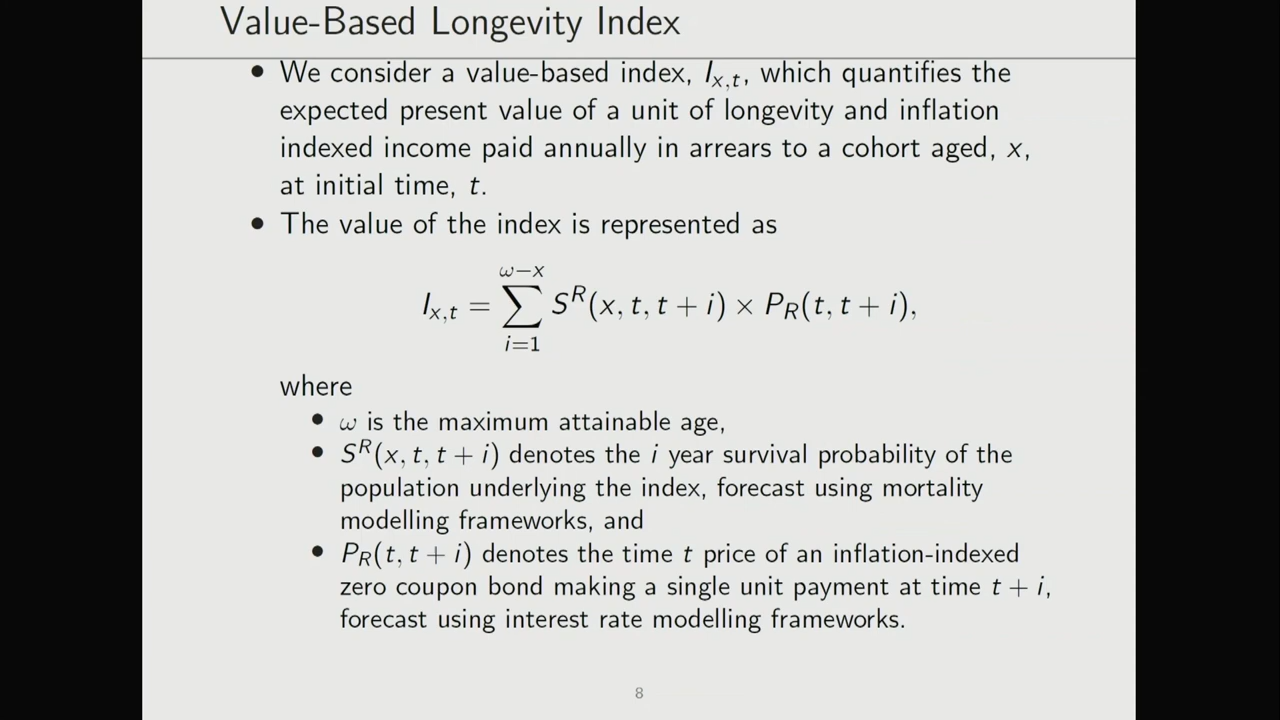 Value-Based Longevity Index
• We consider a value-based index, I_{x,t}, which quantifies the
expected present value of a unit of longevity and inflation
indexed income paid annually in arrears to a cohort aged, x,
at initial time, t.
• The value of the index is represented as
I_{x,t} = \sum_{i=1}^{ω−x} S^R(x, t, t + i) × P_R(t, t + i),
where
• ω is the maximum attainable age,
• S^R(x, t, t + i) denotes the i year survival probability of the
population underlying the index, forecast using mortality
modelling frameworks, and
• P_R(t, t + i) denotes the time t price of an inflation-indexed
zero coupon bond making a single unit payment at time t + i,
forecast using interest rate modelling frameworks.
8